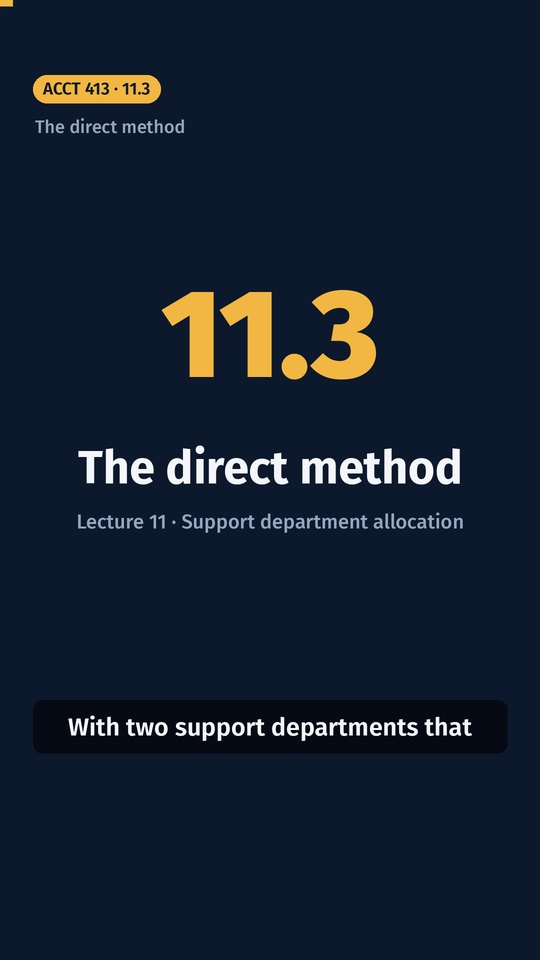 ACCT 413 · 11.3
The direct method
11.3
The direct method
Lecture 11 · Support department allocation
With two support departments that